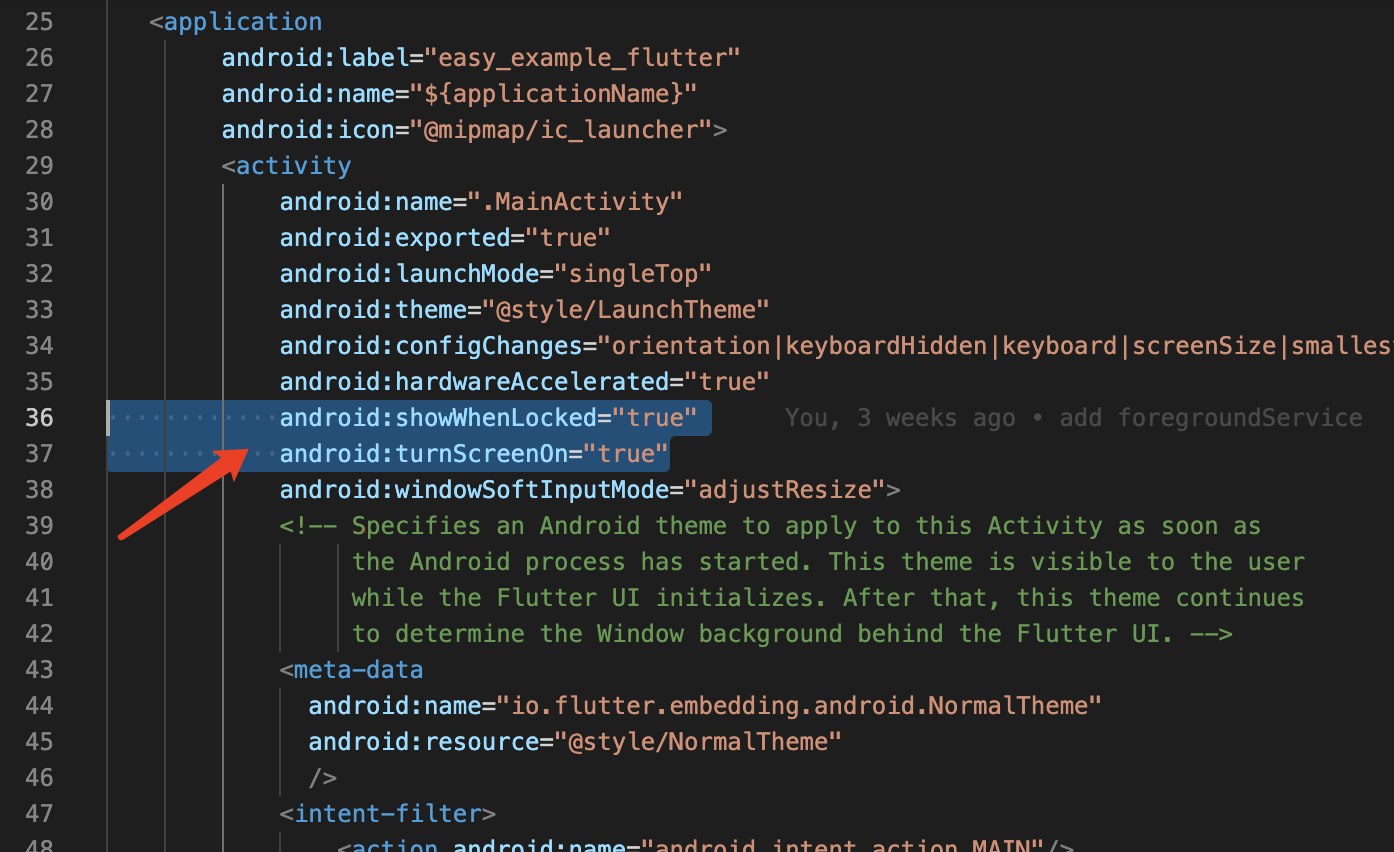 25 <application
26 android:label="easy_example_flutter"
27 android:name="${applicationName}"
28 android:icon="@mipmap/ic_launcher">
29 <activity
30 android:name=".MainActivity"
31 android:exported="true"
32 android:launchMode="singleTop"
33 android:theme="@style/LaunchTheme"
34 android:configChanges="orientation|keyboardHidden|keyboard|screenSize|smalles
35 android:hardwareAccelerated="true"
36 android:showWhenLocked="true" You, 3 weeks ago • add foregroundService
37 android:turnScreenOn="true"
38 android:windowSoftInputMode="adjustResize">
39 <!-- Specifies an Android theme to apply to this Activity as soon as
40 the Android process has started. This theme is visible to the user
41 while the Flutter UI initializes. After that, this theme continues
42 to determine the Window background behind the Flutter UI. -->
43 <meta-data
44 android:name="io.flutter.embedding.android.NormalTheme"
45 android:resource="@style/NormalTheme"
46 />
47 <intent-filter>
48 <action android:name="android.intent.action.MAIN"/>